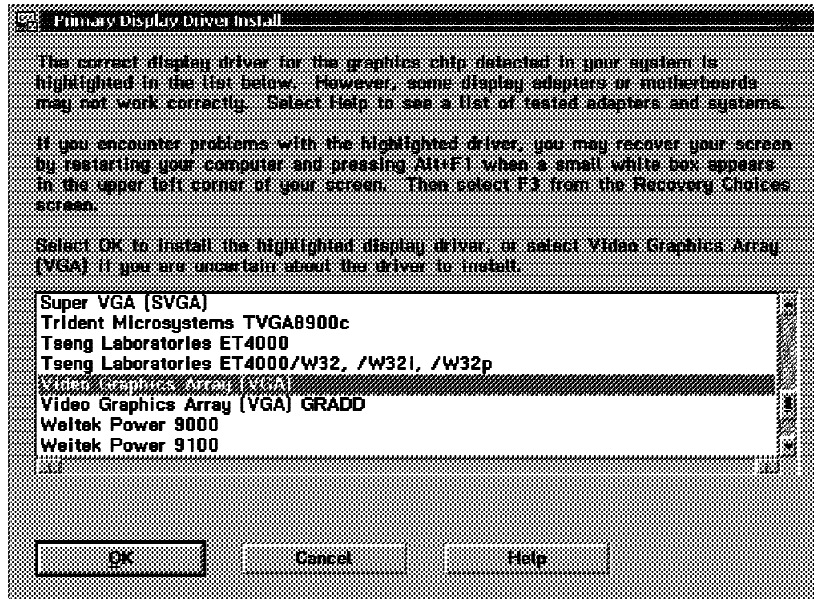 Primary Display Driver Install
The correct display driver for the graphics chip detected in your system is
highlighted in the list below. However, some display adapters or motherboards
may not work correctly. Select Help to see a list of tested adapters and systems.
If you encounter problems with the highlighted driver, you may recover your screen
by restarting your computer and pressing Alt+F1 when a small white box appears
in the upper left corner of your screen. Then select F3 from the Recovery Choices
screen.
Select OK to install the highlighted display driver, or select Video Graphics Array
(VGA) if you are uncertain about the driver to install.
Super VGA (SVGA)
Trident Microsystems TVGA8900c
Tseng Laboratories ET4000
Tseng Laboratories ET4000/W32, /W32i, /W32p
Video Graphics Array (VGA)
Video Graphics Array (VGA) GRADD
Weitek Power 9000
Weitek Power 9100
OK
Cancel
Help